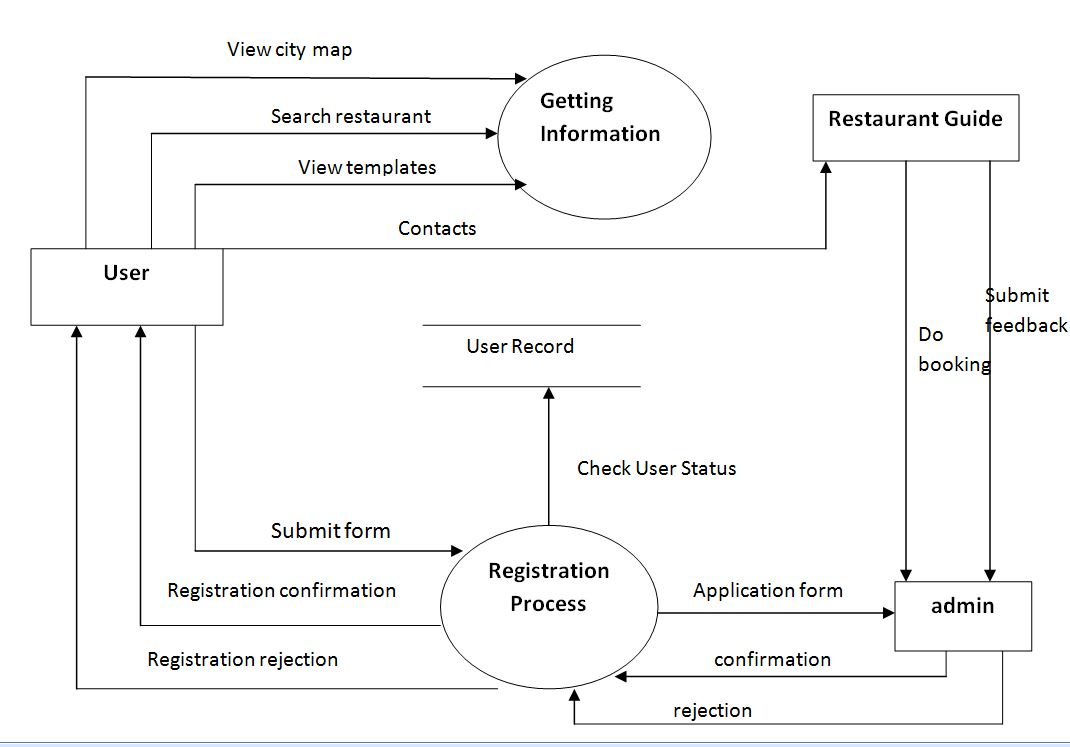 View city map
Getting
Information
Restaurant Guide
Search restaurant
View templates
Contacts
User
Submit
feedback
Do
booking
User Record
Check User Status
Submit form
Registration
Process
Registration confirmation
Application form
admin
Registration rejection
confirmation
rejection